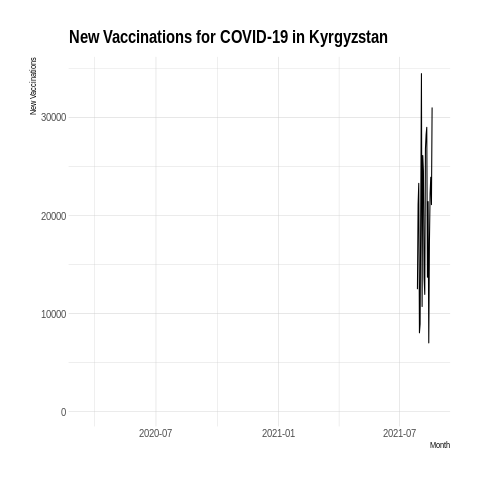 New Vaccinations for COVID-19 in Kyrgyzstan
New Vaccinations
30000
20000
10000
0
2020-07 2021-01 2021-07
Month